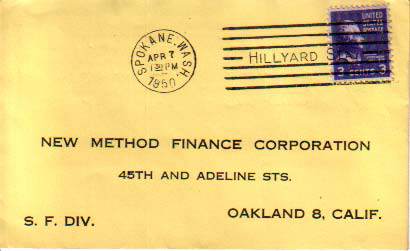 SPOKANE, WASH.
APR 7
1 30 PM
1950
HILLYARD S
UNITED STATES
POSTAGE
3 CENTS 3
NEW METHOD FINANCE CORPORATION
45TH AND ADELINE STS.
OAKLAND 8, CALIF.
S. F. DIV.